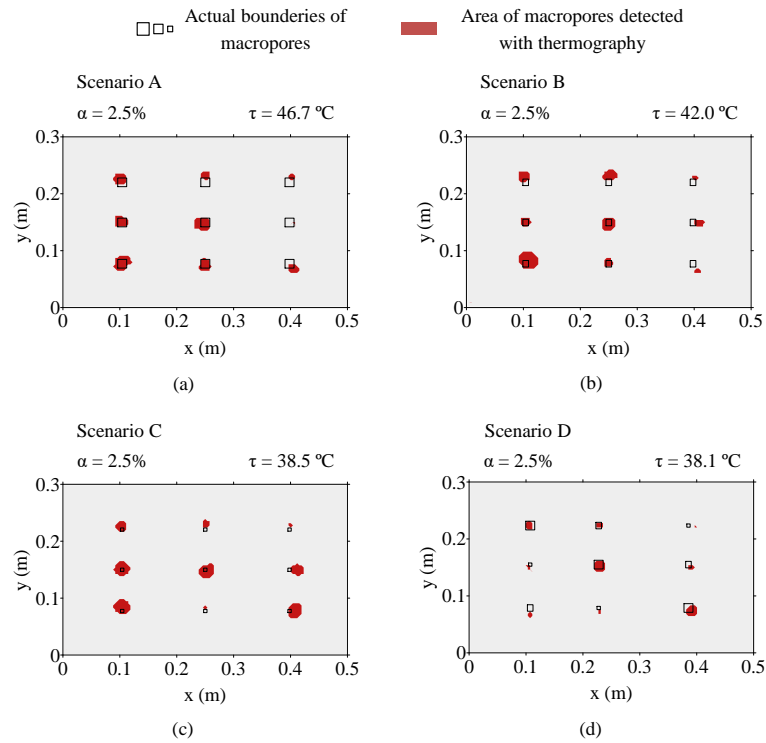 Actual bounderies of macropores
Area of macropores detected with thermography
Scenario A
α = 2.5% τ = 46.7 ºC
0.3
0.2
0.1
0
y (m)
0 0.1 0.2 0.3 0.4 0.5
x (m)
(a)
Scenario B
α = 2.5% τ = 42.0 ºC
0.3
0.2
0.1
0
y (m)
0 0.1 0.2 0.3 0.4 0.5
x (m)
(b)
Scenario C
α = 2.5% τ = 38.5 ºC
0.3
0.2
0.1
0
y (m)
0 0.1 0.2 0.3 0.4 0.5
x (m)
(c)
Scenario D
α = 2.5% τ = 38.1 ºC
0.3
0.2
0.1
0
y (m)
0 0.1 0.2 0.3 0.4 0.5
x (m)
(d)